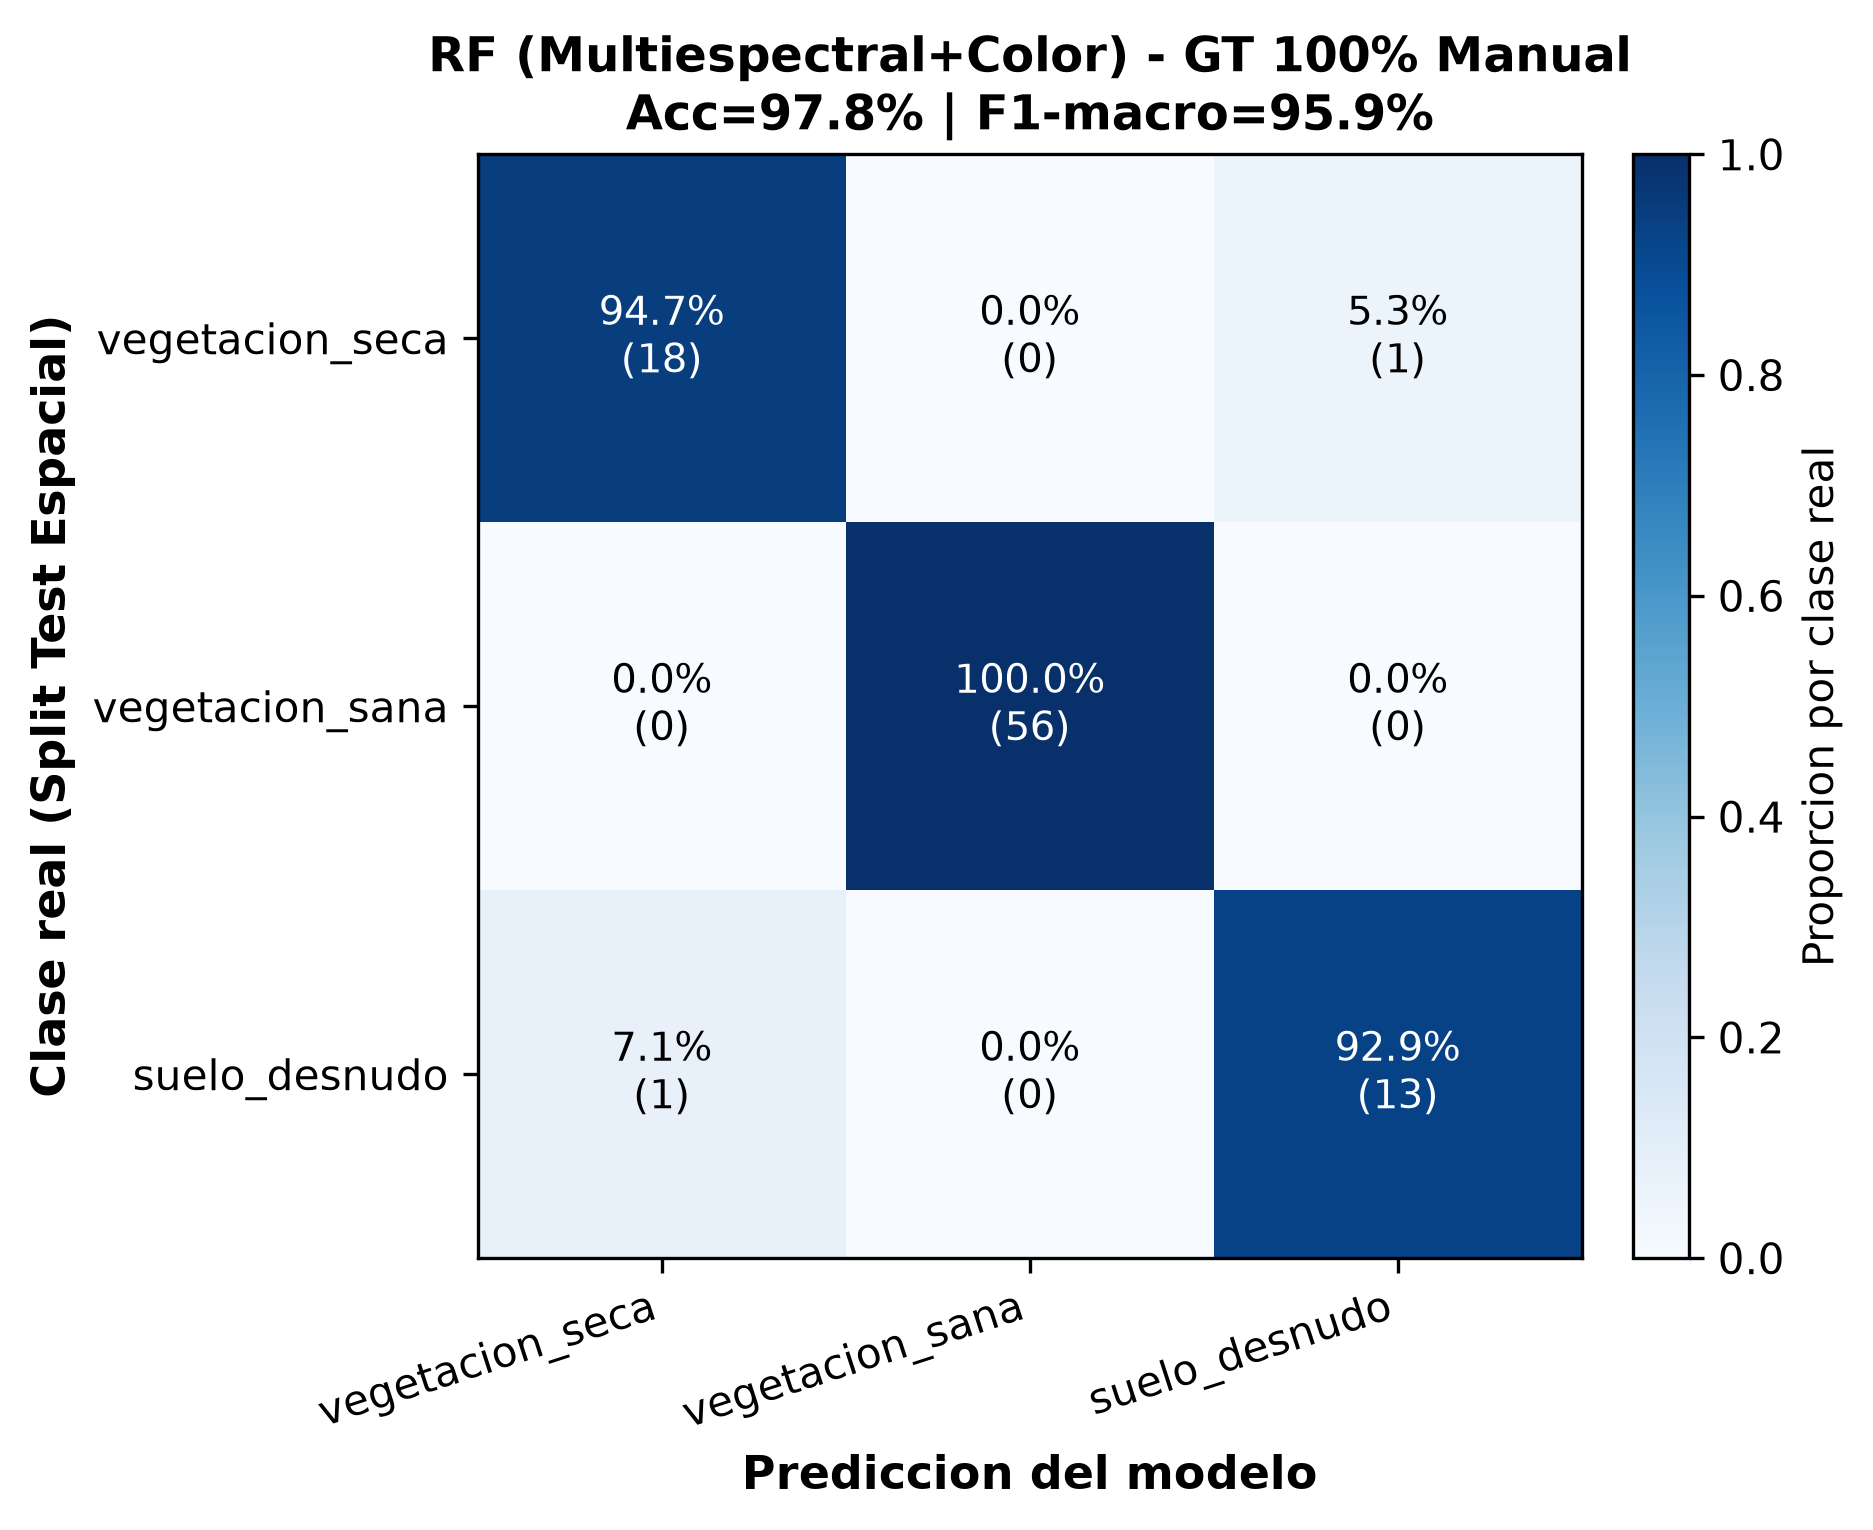 RF (Multiespectral+Color) - GT 100% Manual
Acc=97.8% | F1-macro=95.9%
Clase real (Split Test Espacial)
vegetacion_seca
94.7%
(18)
0.0%
(0)
5.3%
(1)
vegetacion_sana
0.0%
(0)
100.0%
(56)
0.0%
(0)
suelo_desnudo
7.1%
(1)
0.0%
(0)
92.9%
(13)
vegetacion_seca
vegetacion_sana
suelo_desnudo
Prediccion del modelo
1.0
0.8
0.6
0.4
0.2
0.0
Proporcion por clase real